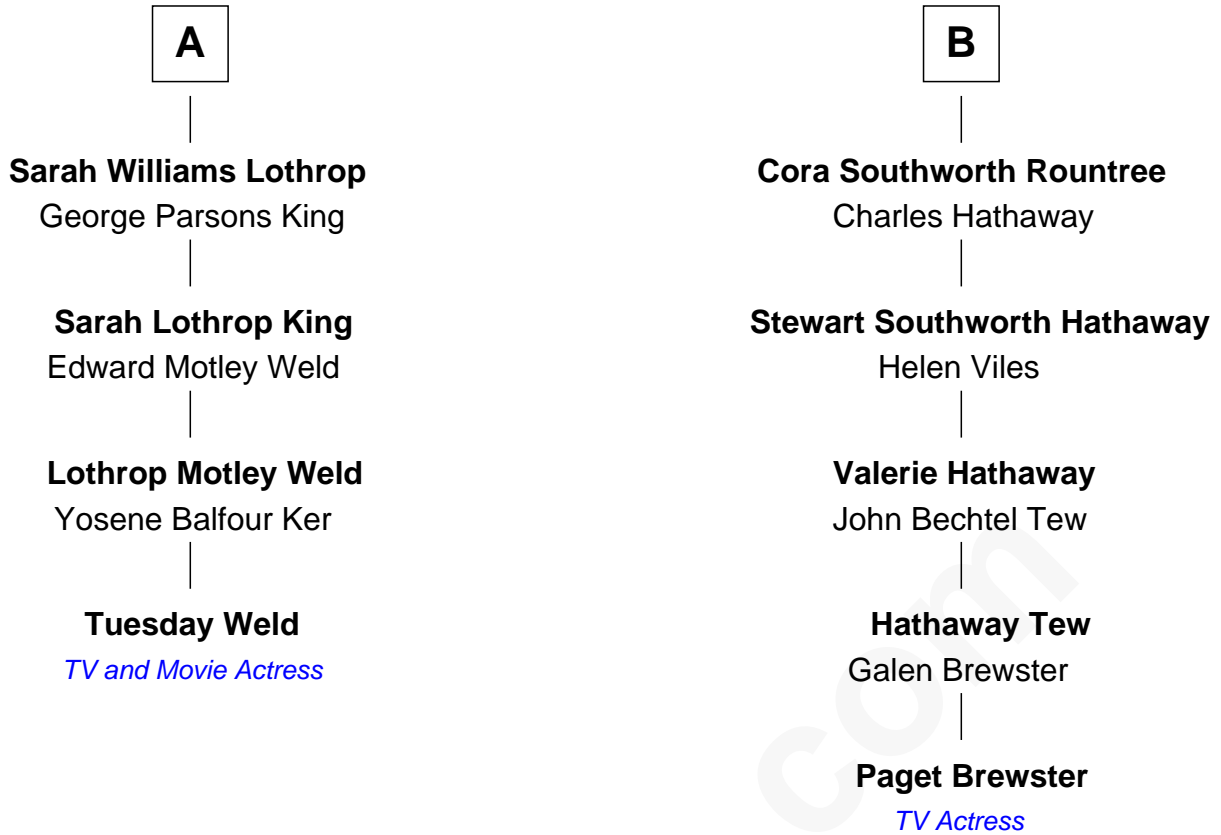 A
Sarah Williams Lothrop
George Parsons King
Sarah Lothrop King
Edward Motley Weld
Lothrop Motley Weld
Yosene Balfour Ker
Tuesday Weld
TV and Movie Actress
B
Cora Southworth Rountree
Charles Hathaway
Stewart Southworth Hathaway
Helen Viles
Valerie Hathaway
John Bechtel Tew
Hathaway Tew
Galen Brewster
Paget Brewster
TV Actress
com